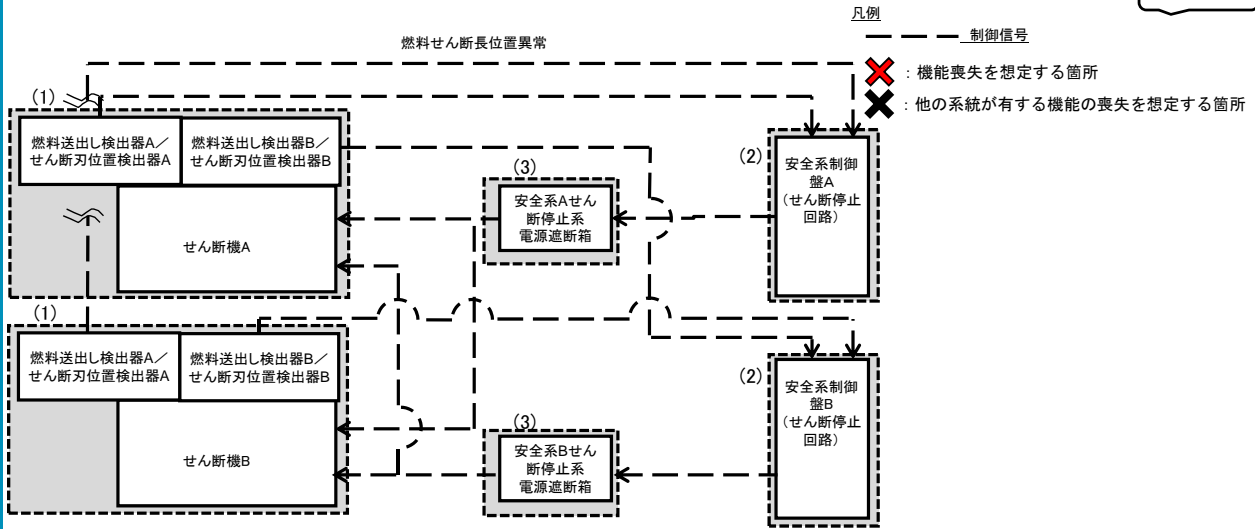 凡例
制御信号
燃料せん断長位置異常
：機能喪失を想定する箇所
：他の系統が有する機能の喪失を想定する箇所
(1)
燃料送出し検出器A／
せん断刃位置検出器A
燃料送出し検出器B／
せん断刃位置検出器B
せん断機A
(3)
安全系Aせん
断停止系
電源遮断箱
(2)
安全系制御
盤A
(せん断停止
回路)
(1)
燃料送出し検出器A／
せん断刃位置検出器A
燃料送出し検出器B／
せん断刃位置検出器B
せん断機B
(3)
安全系Bせん
断停止系
電源遮断箱
(2)
安全系制御
盤B
(せん断停止
回路)